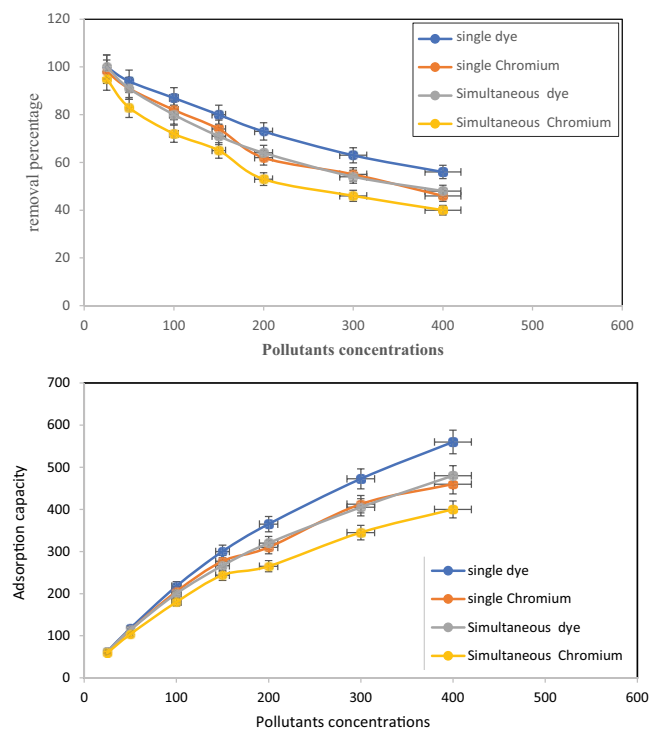 120
100
80
60
40
20
0
removal percentage
single dye
single Chromium
Simultaneous dye
Simultaneous Chromium
0 100 200 300 400 500 600
Pollutants concentrations
700
600
500
400
300
200
100
0
Adsorption capacity
single dye
single Chromium
Simultaneous dye
Simultaneous Chromium
0 100 200 300 400 500 600
Pollutants concentrations